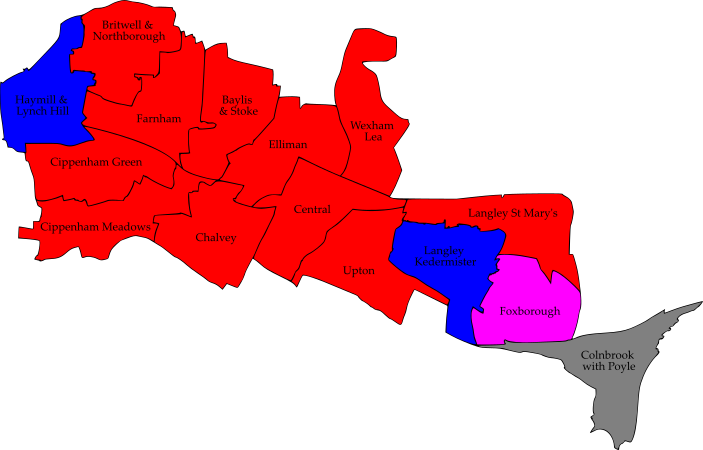 Britwell &
Northborough
Haymill &
Lynch Hill
Baylis
& Stoke
Farnham
Wexham
Lea
Elliman
Cippenham Green
Central
Langley St Mary's
Cippenham Meadows
Chalvey
Langley
Kedermister
Upton
Foxborough
Colnbrook
with Poyle